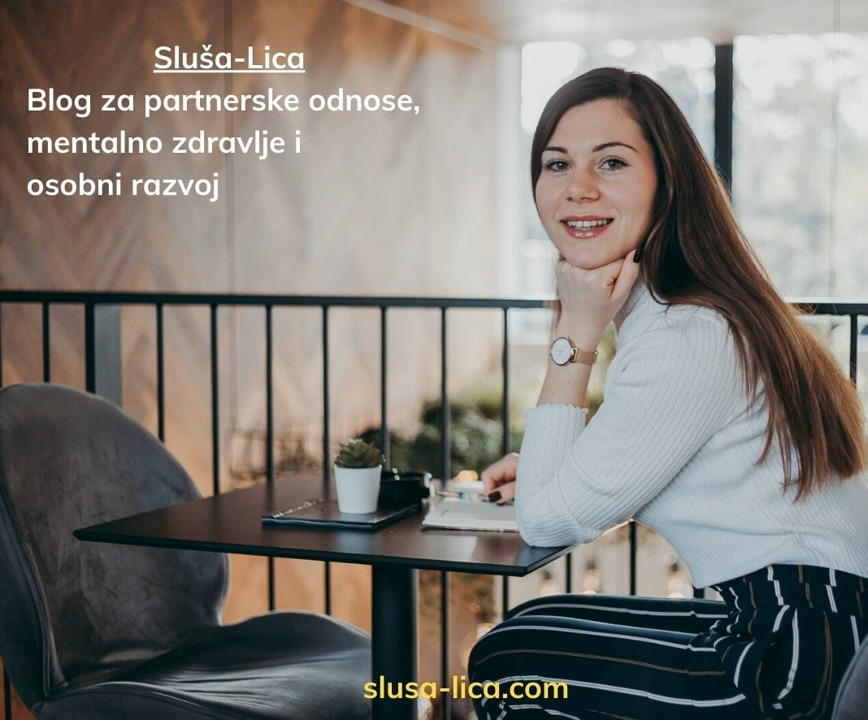 Sluša-Lica
Blog za partnerske odnose,
mentalno zdravlje i
osobni razvoj
slusa-lica.com